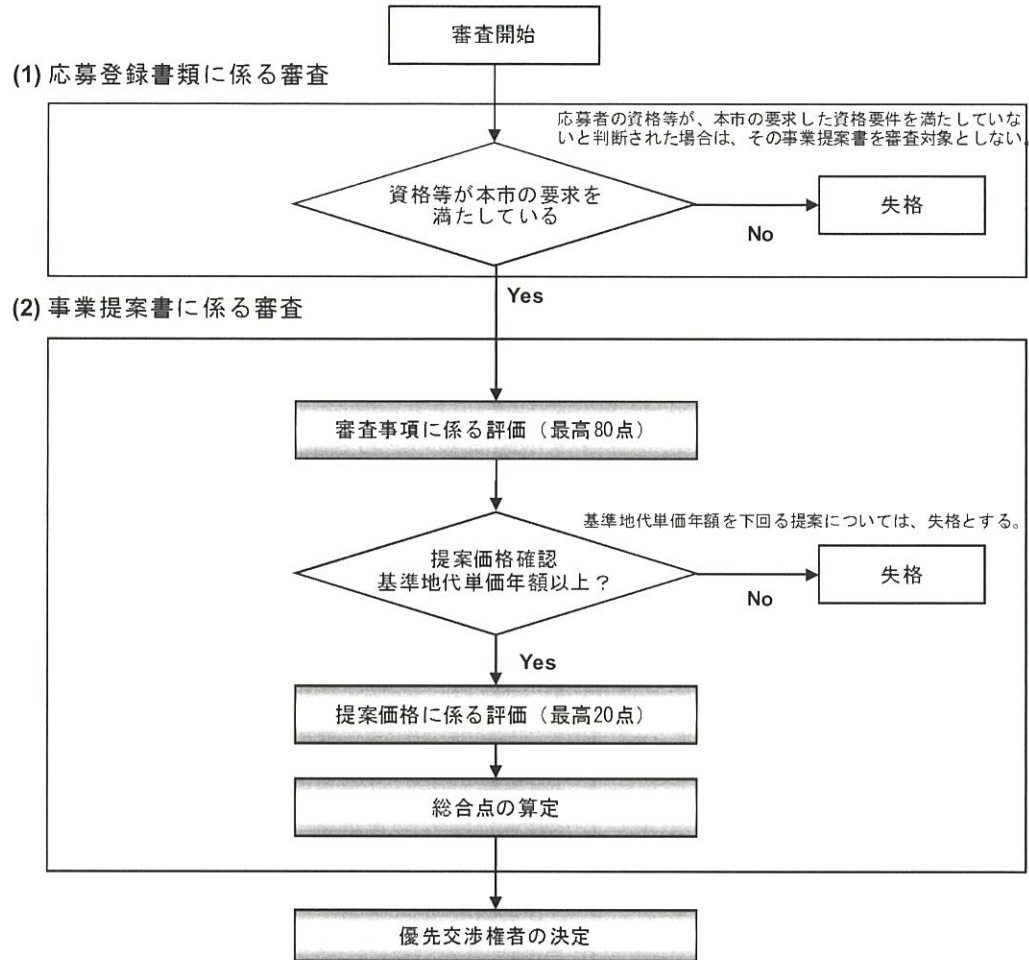 審査開始
(1) 応募登録書類に係る審査
応募者の資格等が、本市の要求した資格要件を満たしていな
いと判断された場合は、その事業提案書を審査対象としない。
資格等が本市の要求を
満たしている
失格
No
Yes
(2) 事業提案書に係る審査
審査事項に係る評価（最高80点）
基準地代単価年額を下回る提案については、失格とする。
提案価格確認
基準地代単価年額以上？
失格
No
Yes
提案価格に係る評価（最高20点）
総合点の算定
優先交渉権者の決定